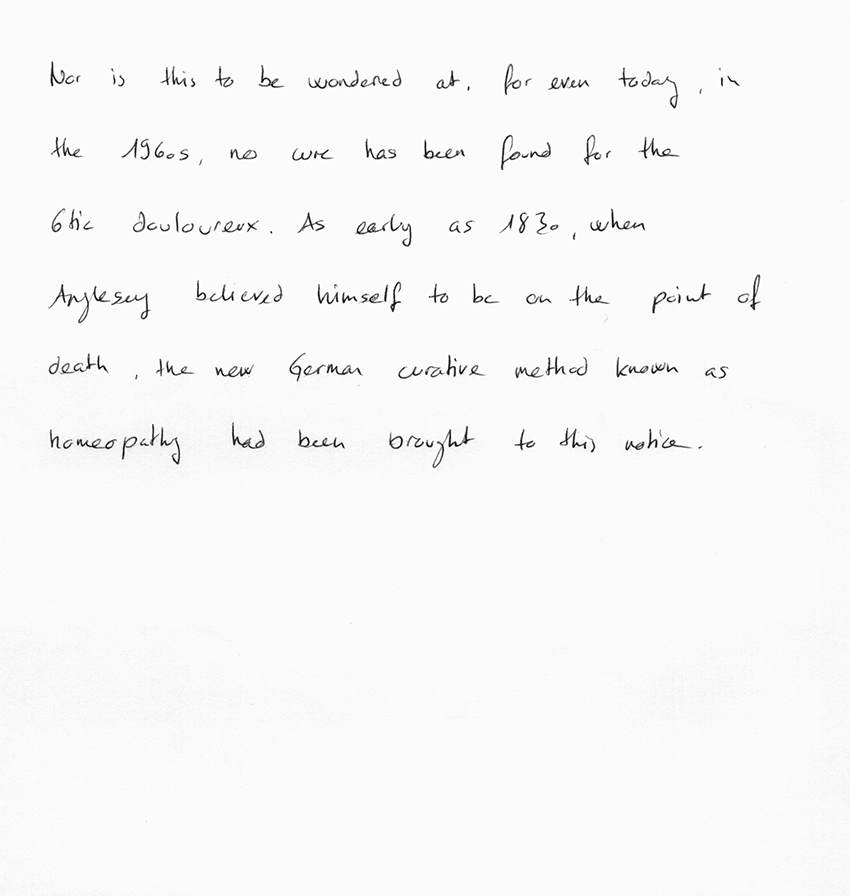 Nor is this to be wondered at, for even today, in
the 1960s, no cure has been found for the
6tic douloureux. As early as 1830, when
Anglesey believed himself to be on the point of
death, the new German curative method known as
homeopathy had been brought to this notice.